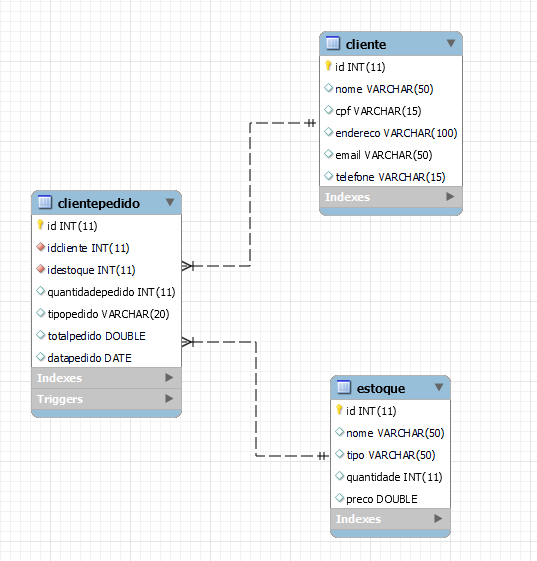 cliente
id INT(11)
nome VARCHAR(50)
cpf VARCHAR(15)
endereco VARCHAR(100)
email VARCHAR(50)
telefone VARCHAR(15)
Indexes
clientepedido
id INT(11)
idcliente INT(11)
idestoque INT(11)
quantidadepedido INT(11)
tipopedido VARCHAR(20)
totalpedido DOUBLE
datapedido DATE
Indexes
Triggers
estoque
id INT(11)
nome VARCHAR(50)
tipo VARCHAR(50)
quantidade INT(11)
preco DOUBLE
Indexes